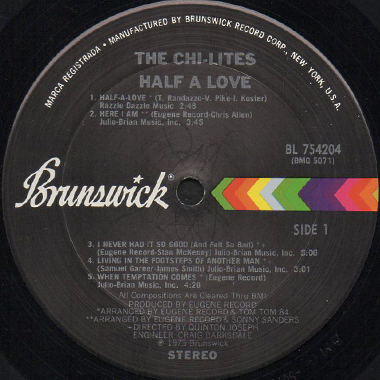 MARCA REGISTRADA • MANUFACTURED BY BRUNSWICK RECORD CORP., NEW YORK, U.S.A.
THE CHI-LITES
HALF A LOVE
1. HALF-A-LOVE * (T. Randazzo-V. Pike-I. Koster)
Razzle Dazzle Music 2:48
2. HERE I AM ** (Eugene Record-Chris Allen)
Julio-Brian Music, Inc. 3:45
BL 754204
(BMO 5071)
Brunswick
SIDE 1
3. I NEVER HAD IT SO GOOD (And Felt So Bad) *+
(Eugene Record-Stan McKenny) Julio-Brian Music, Inc. 5:06
4. LIVING IN THE FOOTSTEPS OF ANOTHER MAN *
(Samuel Garner-James Smith) Julio-Brian Music, Inc. 3:01
5. WHEN TEMPTATION COMES * (Eugene Record)
Julio-Brian Music, Inc. 4:20
All Compositions Are Cleared Thru BMI
PRODUCED BY EUGENE RECORD
*ARRANGED BY EUGENE RECORD & TOM TOM 84
**ARRANGED BY EUGENE RECORD & SONNY SANDERS
+DIRECTED BY QUINTON JOSEPH
ENGINEER: CRAIG BARKSDALE
℗ 1975 Brunswick
STEREO